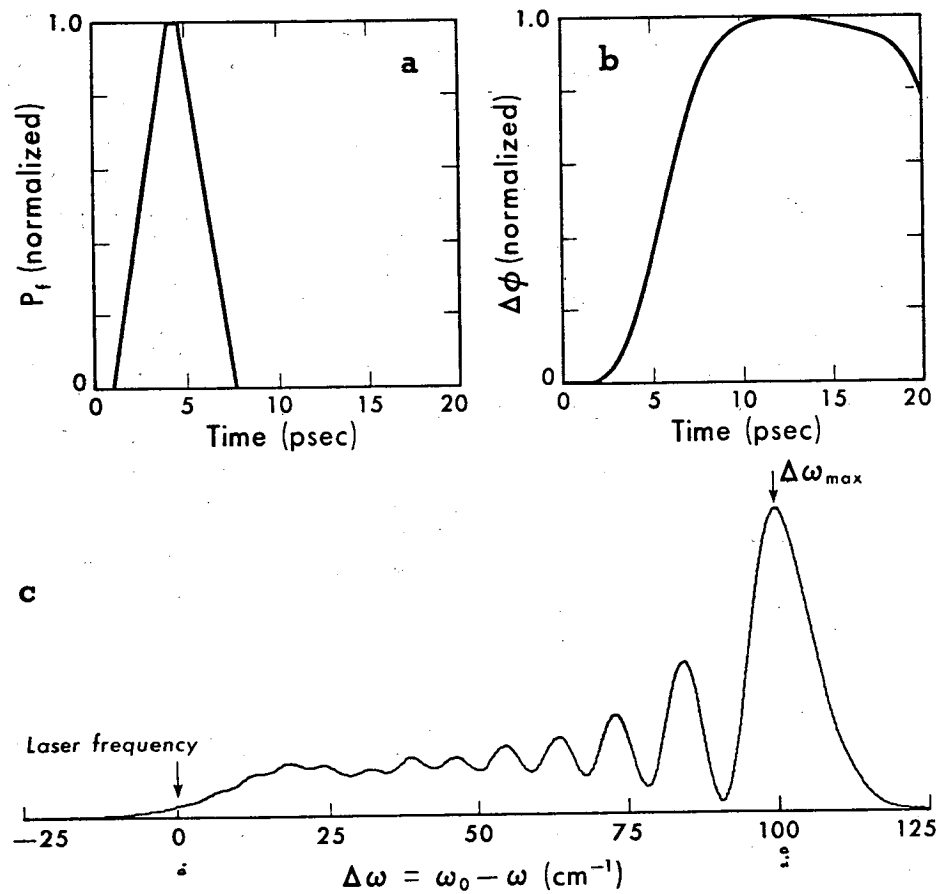 a
1.0
0
P_f (normalized)
0 5 10 15 20
Time (psec)
b
1.0
0
Δϕ (normalized)
0 5 10 15 20
Time (psec)
c
Δω_max
Laser frequency
−25 0 25 50 75 100 125
Δω = ω₀ − ω (cm⁻¹)